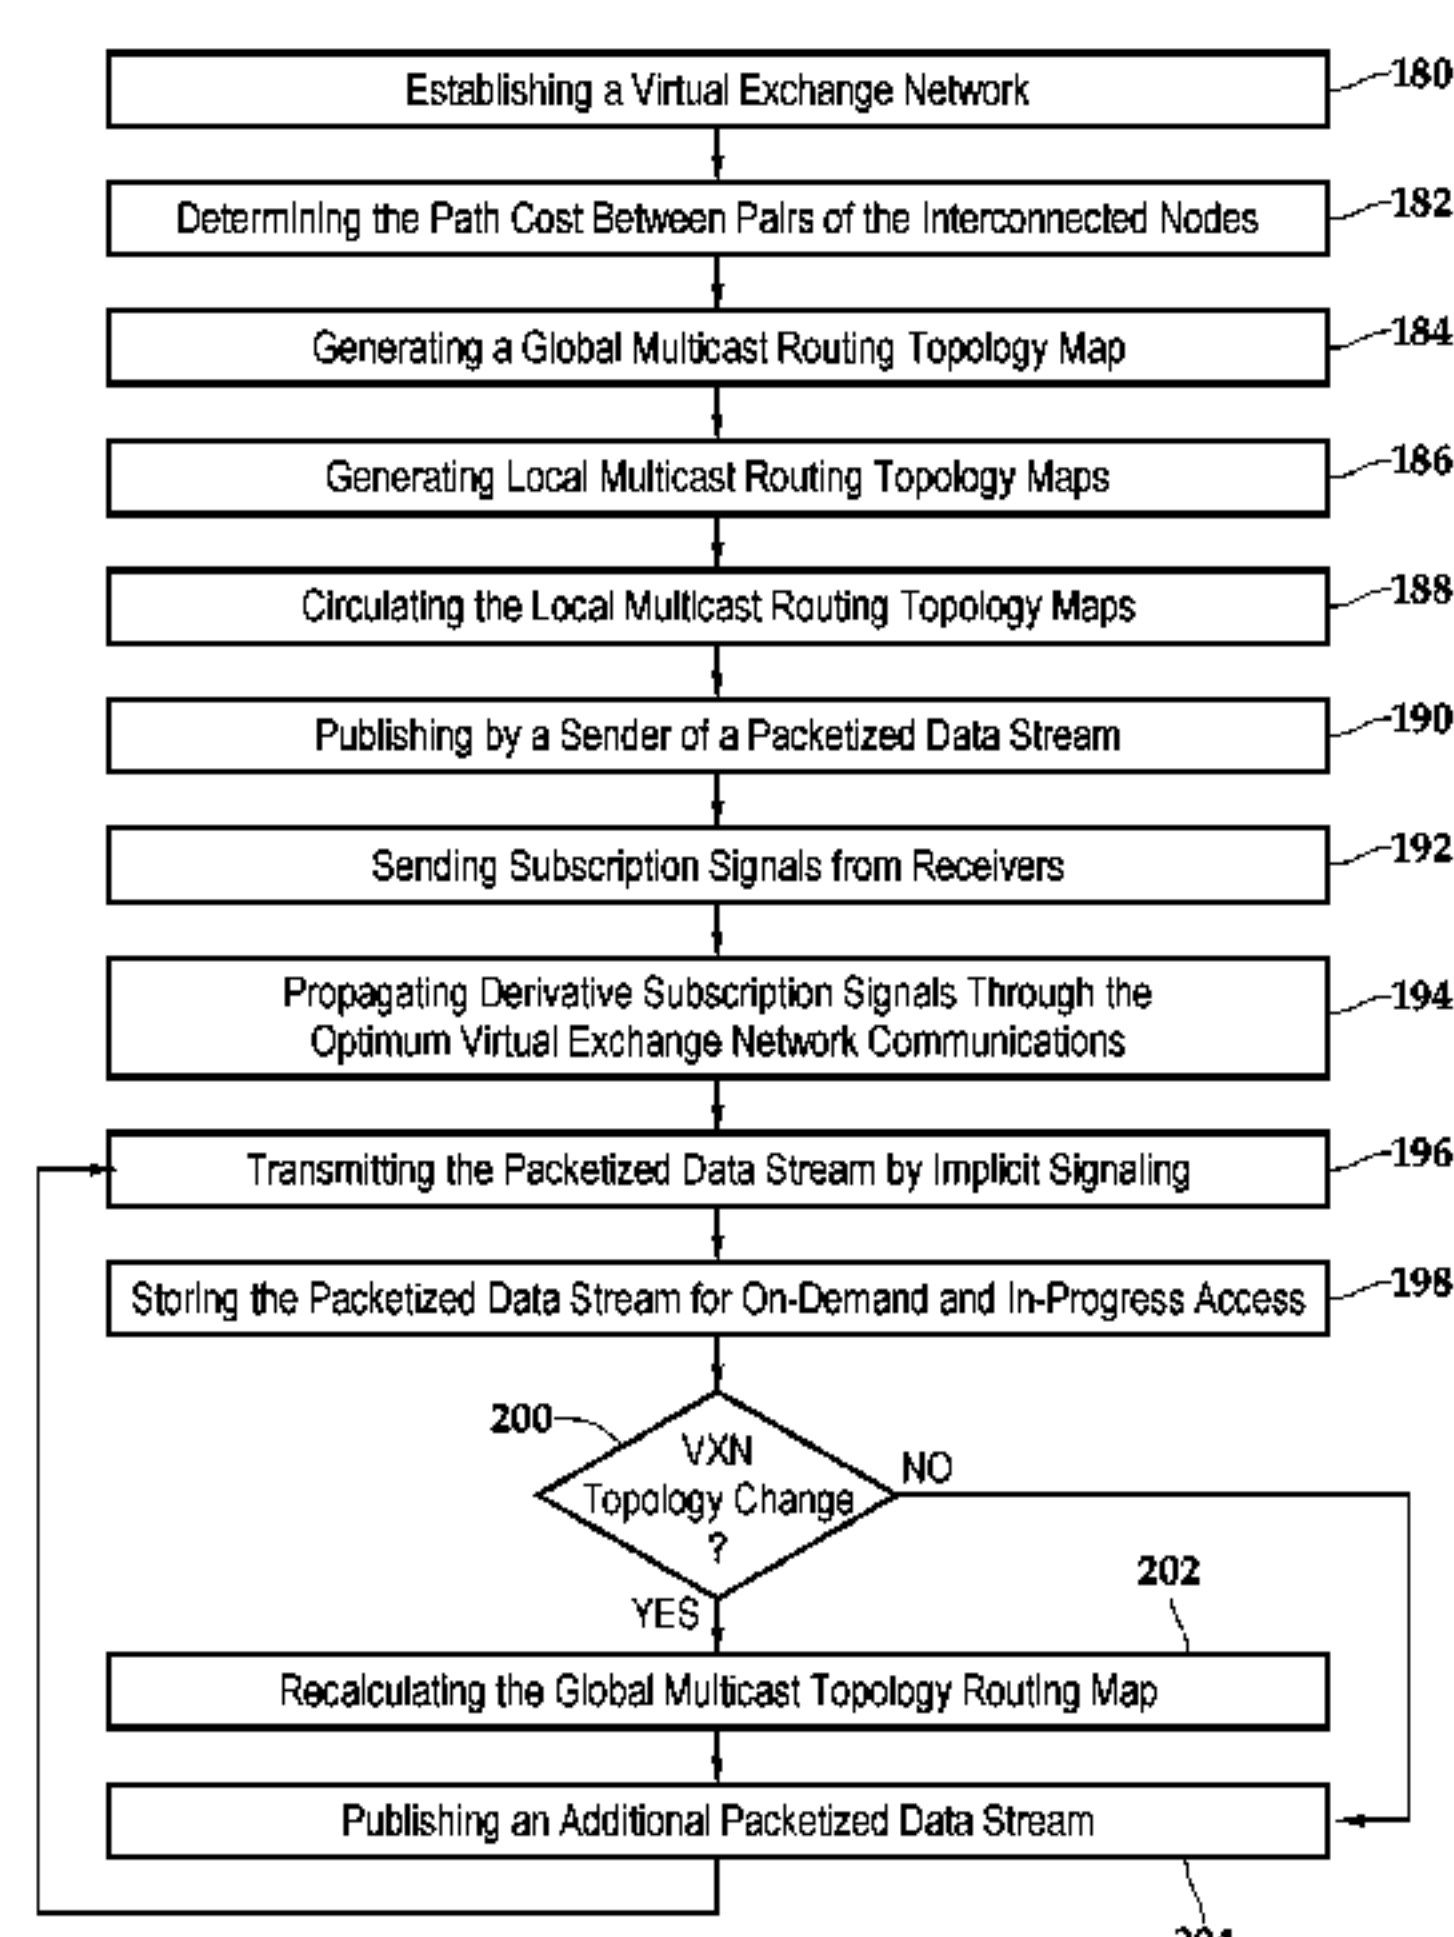 Establishing a Virtual Exchange Network
180
Determining the Path Cost Between Pairs of the Interconnected Nodes
182
Generating a Global Multicast Routing Topology Map
184
Generating Local Multicast Routing Topology Maps
186
Circulating the Local Multicast Routing Topology Maps
188
Publishing by a Sender of a Packetized Data Stream
190
Sending Subscription Signals from Receivers
192
Propagating Derivative Subscription Signals Through the
Optimum Virtual Exchange Network Communications
194
Transmitting the Packetized Data Stream by Implicit Signaling
196
Storing the Packetized Data Stream for On-Demand and In-Progress Access
198
200
VXN
Topology Change
?
NO
YES
202
Recalculating the Global Multicast Topology Routing Map
Publishing an Additional Packetized Data Stream